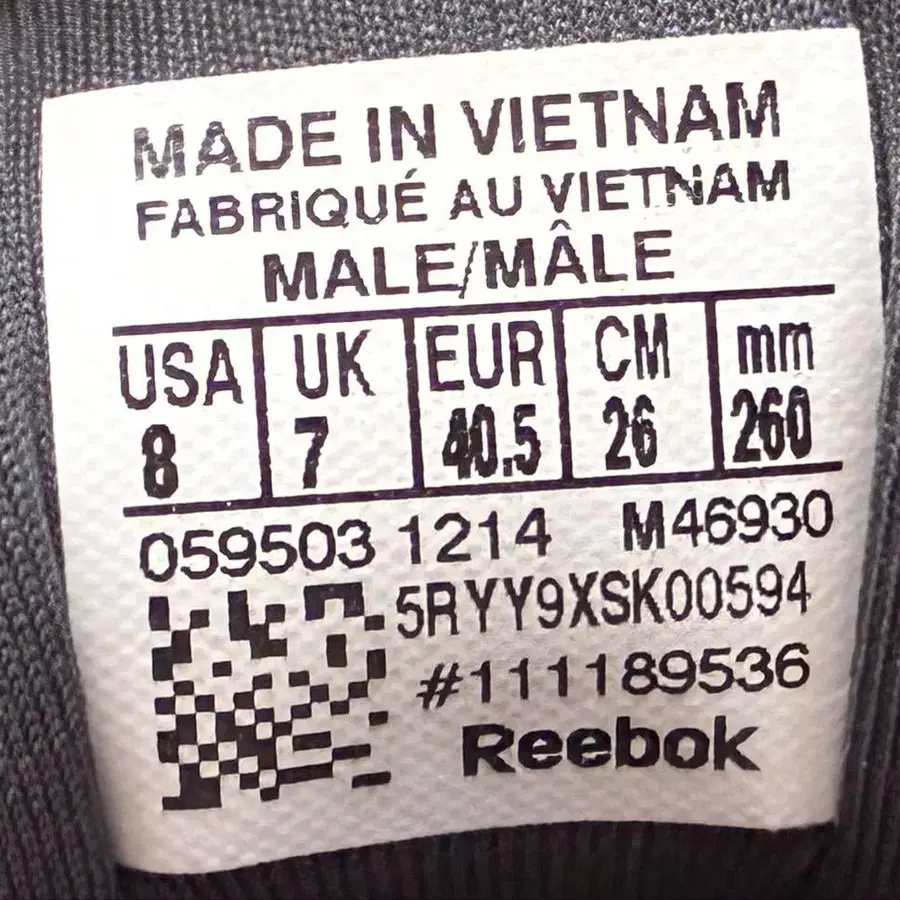 MADE IN VIETNAM
FABRIQUÉ AU VIETNAM
MALE/MÂLE
USA UK EUR CM mm
8 7 40.5 26 260
059503 1214 M46930
5RYY9XSK00594
#111189536
Reebok